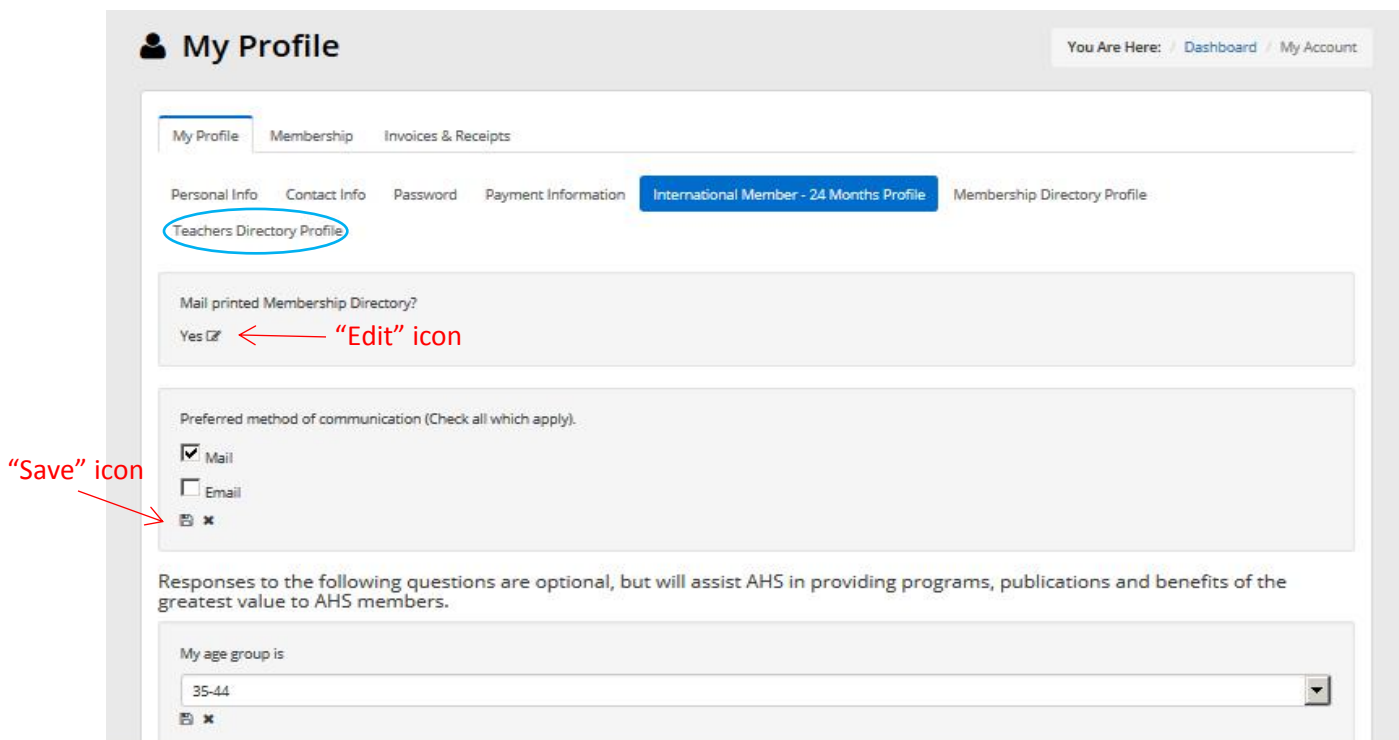 My Profile
You Are Here: / Dashboard / My Account
My Profile Membership Invoices & Receipts
Personal Info Contact Info Password Payment Information International Member - 24 Months Profile Membership Directory Profile
Teachers Directory Profile
Mail printed Membership Directory?
Yes
“Edit” icon
Preferred method of communication (Check all which apply).
Mail
“Save” icon
Email
Responses to the following questions are optional, but will assist AHS in providing programs, publications and benefits of the
greatest value to AHS members.
My age group is
35-44